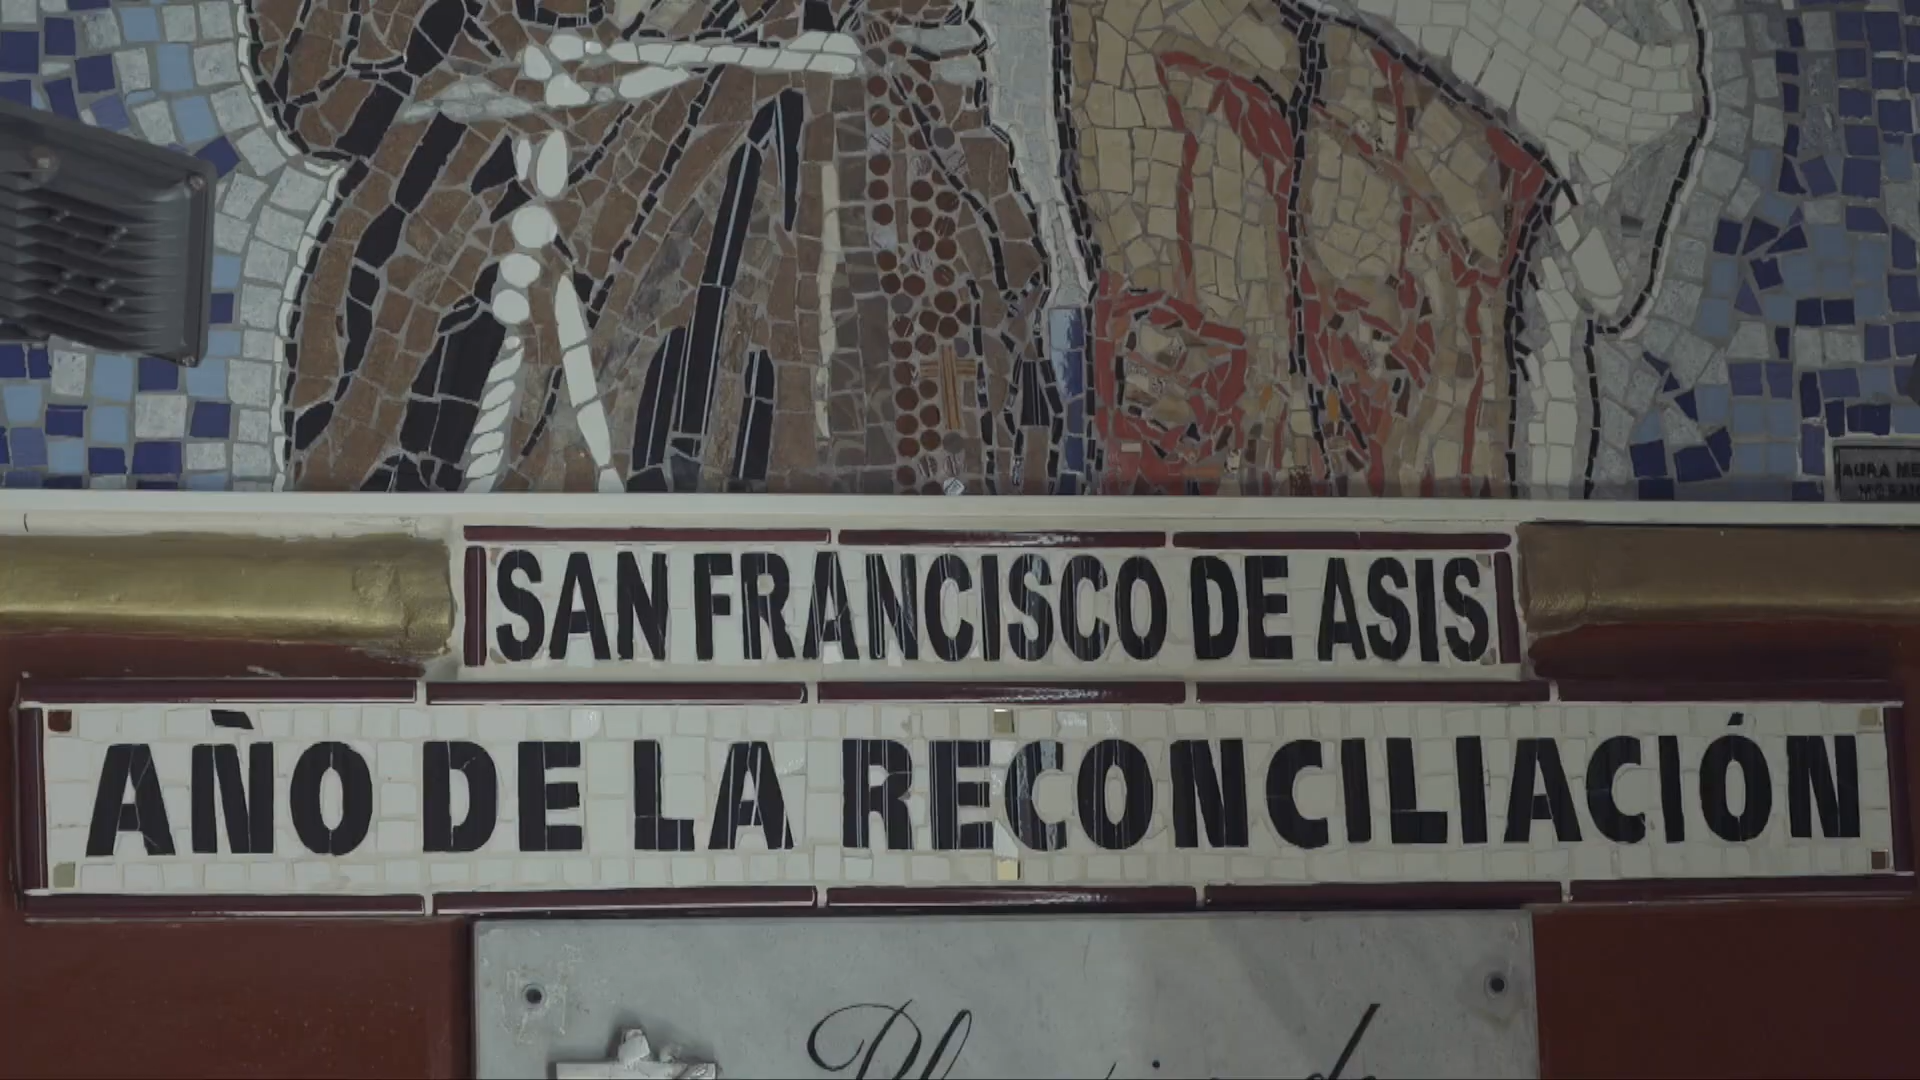 SAN FRANCISCO DE ASIS
AÑO DE LA RECONCILIACIÓN